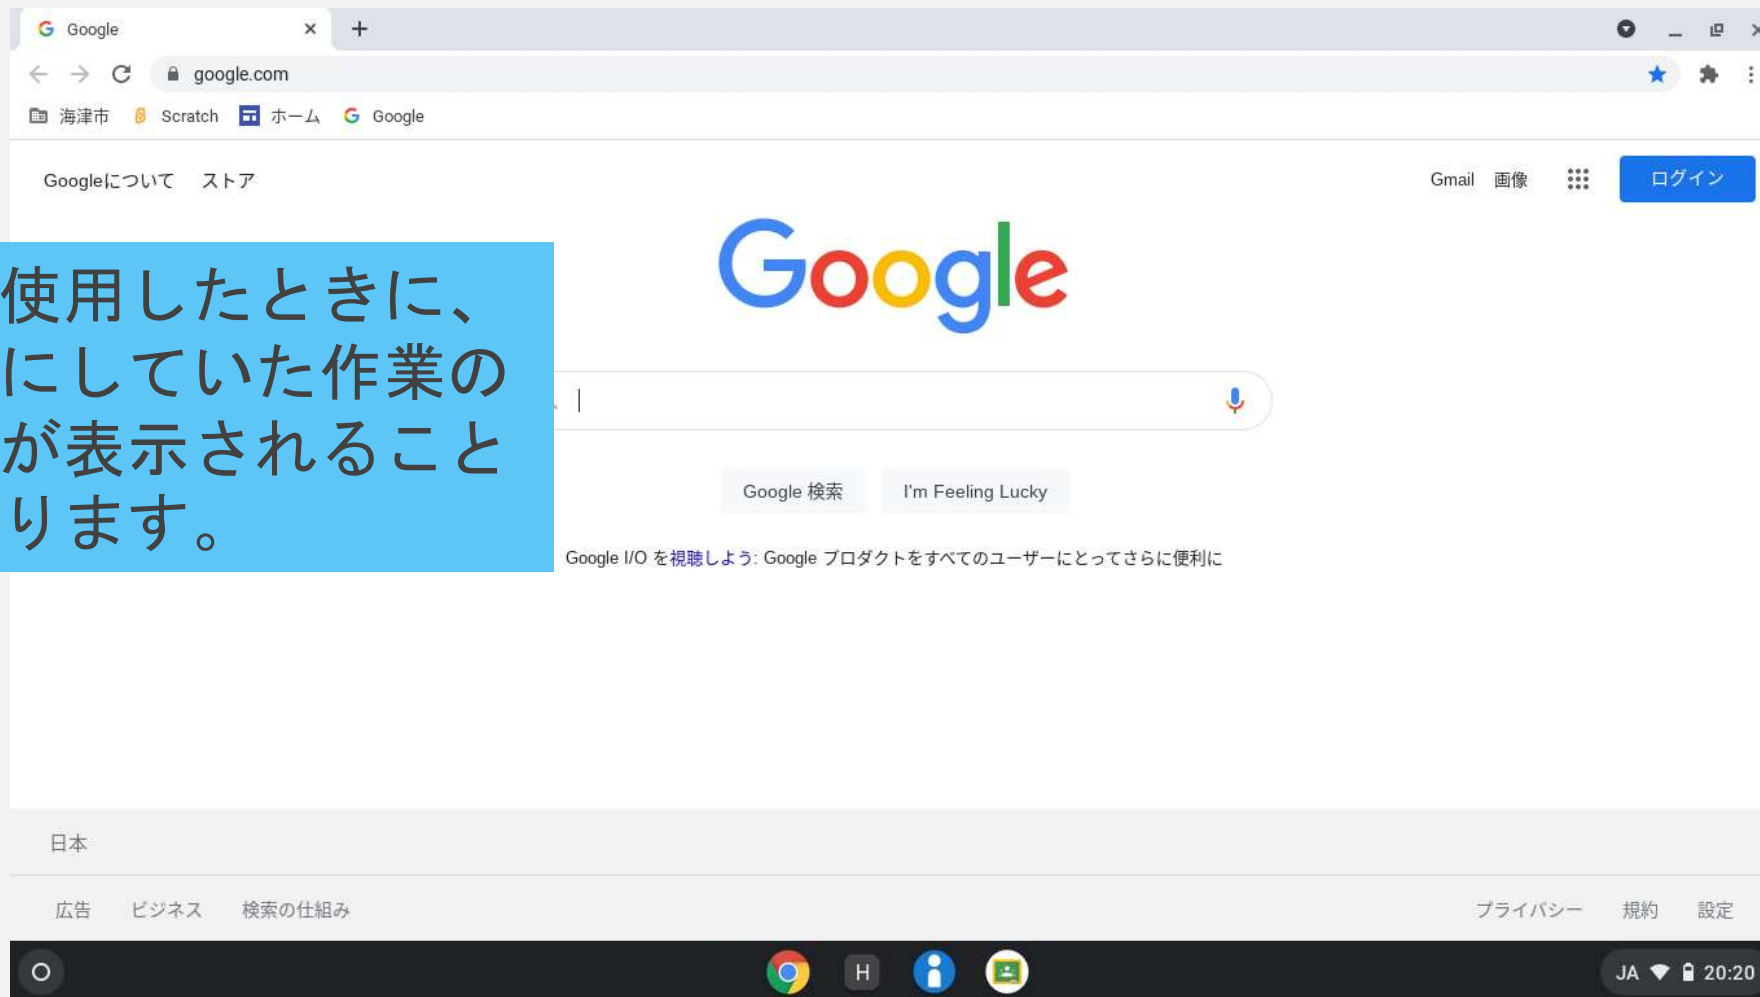 Google
google.com
海津市 Scratch ホーム Google
Googleについて ストア Gmail 画像 ログイン
Google
使用したときに、
にしていた作業の
が表示されること
ります。
Google 検索 I'm Feeling Lucky
Google I/O を視聴しよう: Google プロダクトをすべてのユーザーにとってさらに便利に
日本
広告 ビジネス 検索の仕組み プライバシー 規約 設定
H JA 20:20